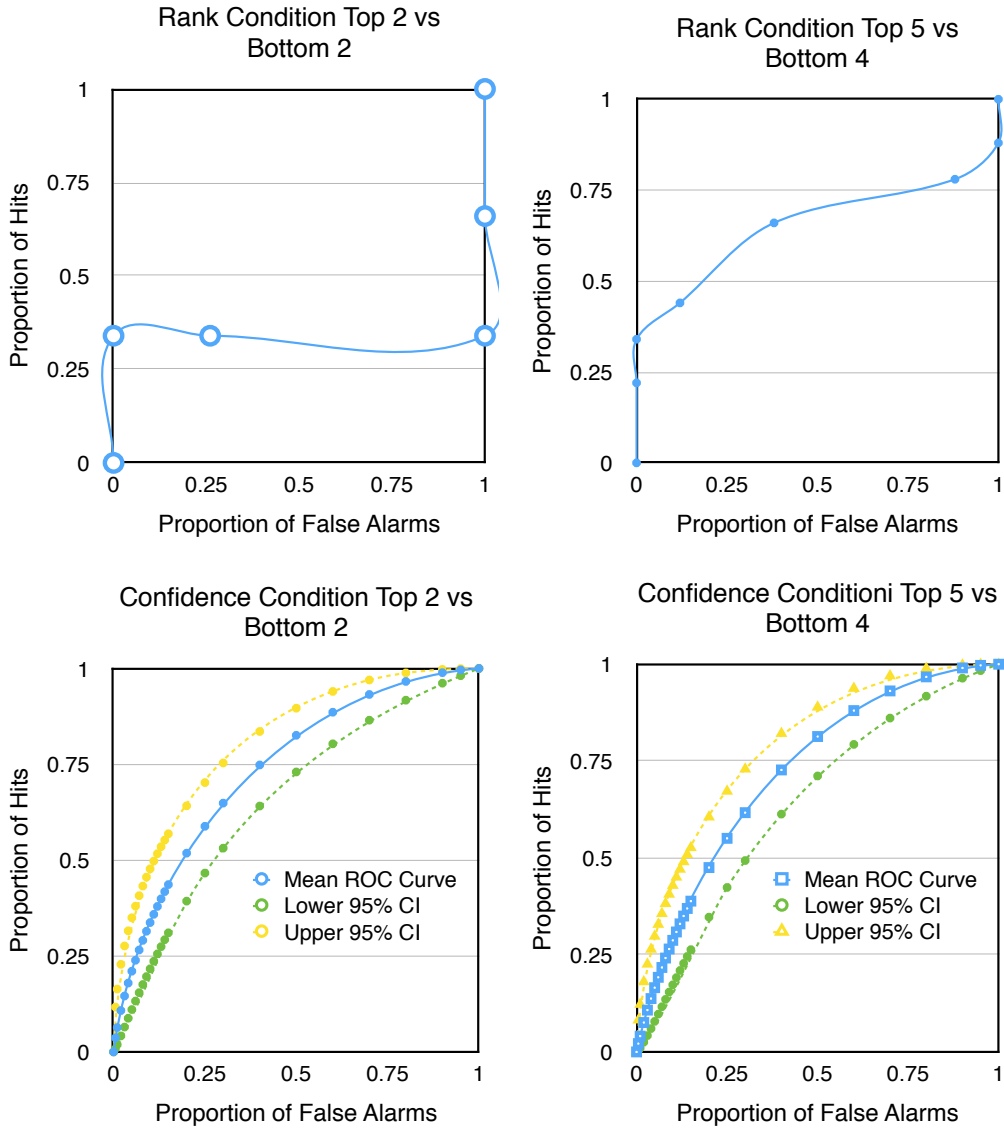 Rank Condition Top 2 vs
Bottom 2
1
0.75
0.5
0.25
0
0 0.25 0.5 0.75 1
Proportion of Hits
Proportion of False Alarms
Rank Condition Top 5 vs
Bottom 4
1
0.75
0.5
0.25
0
0 0.25 0.5 0.75 1
Proportion of Hits
Proportion of False Alarms
Confidence Condition Top 2 vs
Bottom 2
1
0.75
0.5
0.25
0
0 0.25 0.5 0.75 1
Proportion of Hits
Proportion of False Alarms
Mean ROC Curve
Lower 95% CI
Upper 95% CI
Confidence Conditioni Top 5 vs
Bottom 4
1
0.75
0.5
0.25
0
0 0.25 0.5 0.75 1
Proportion of Hits
Proportion of False Alarms
Mean ROC Curve
Lower 95% CI
Upper 95% CI